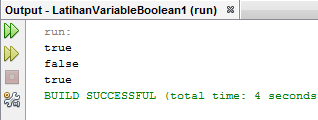 Output - LatihanVariableBoolean1 (run)
run:
true
false
true
BUILD SUCCESSFUL (total time: 4 seconds